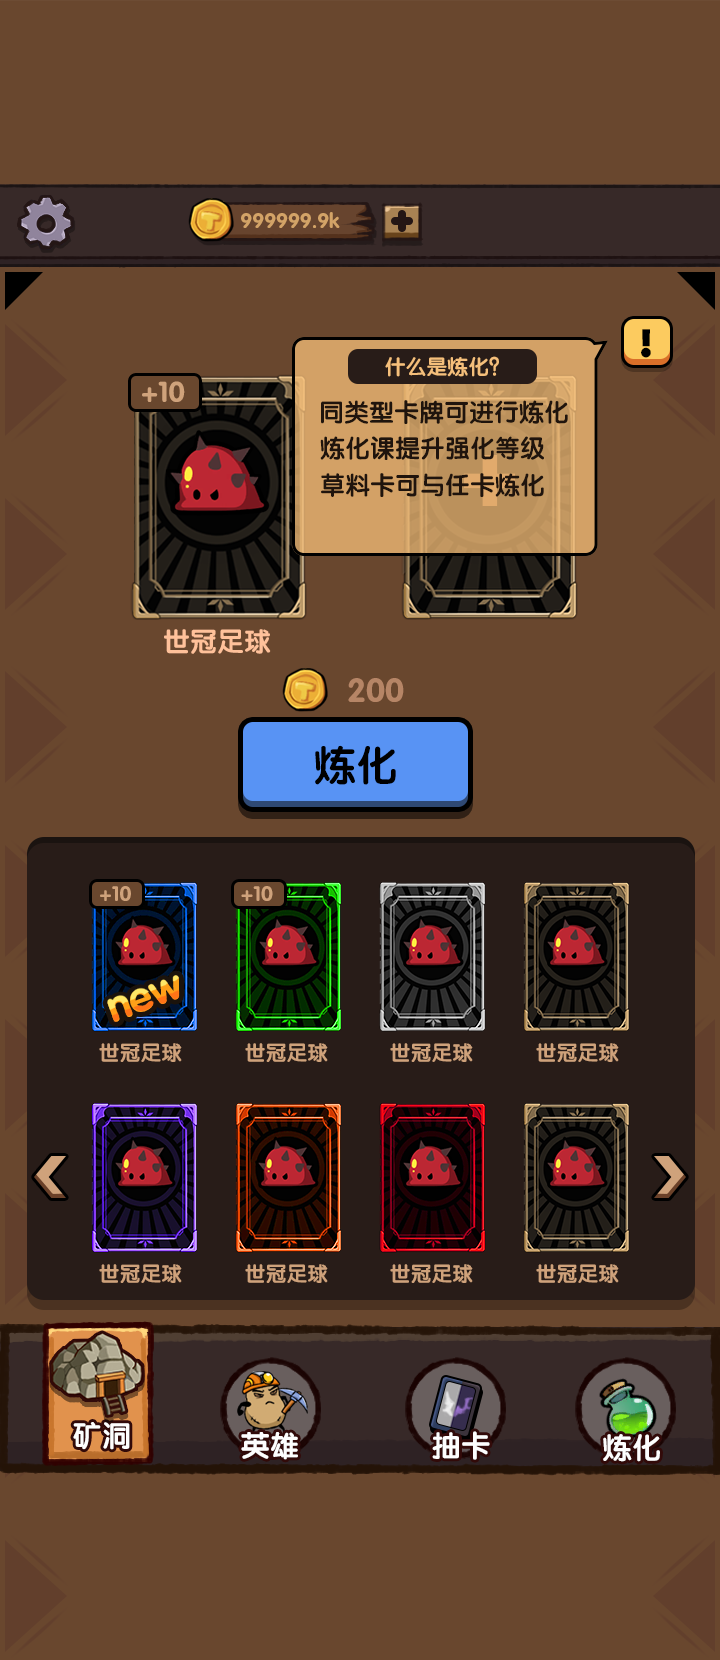 999999.9k
!
什么是炼化?
+10
同类型卡牌可进行炼化
炼化课提升强化等级
草料卡可与任卡炼化
世冠足球
200
炼化
+10
+10
new
世冠足球
世冠足球
世冠足球
世冠足球
世冠足球
世冠足球
世冠足球
世冠足球
矿洞
英雄
抽卡
炼化